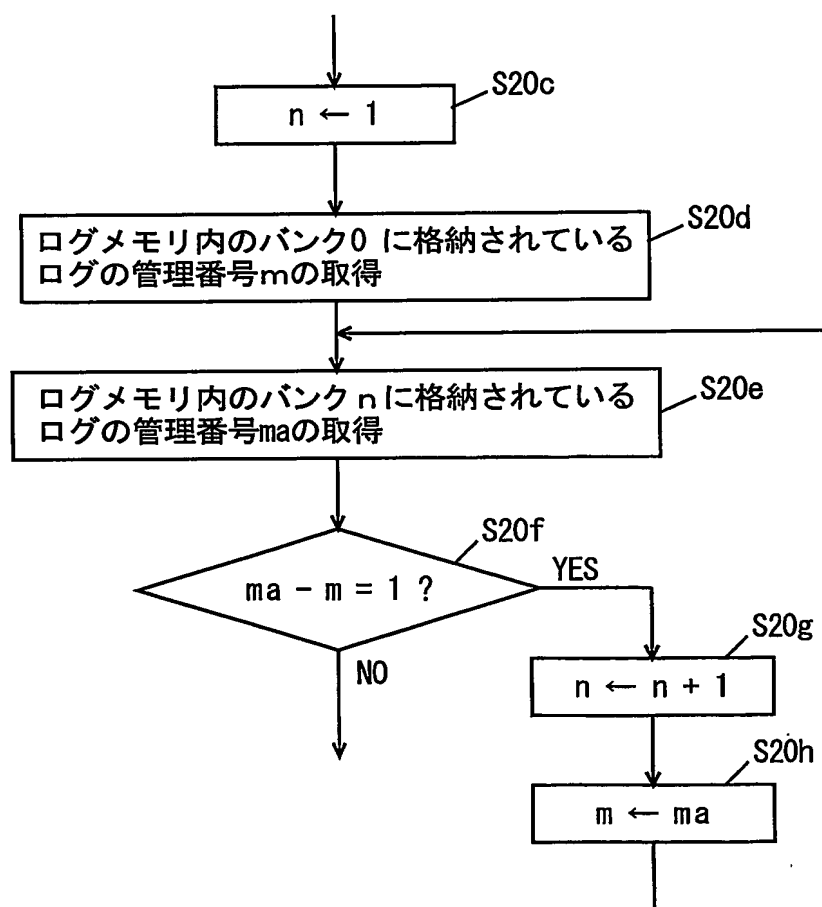 S20c
n ← 1
S20d
ログメモリ内のバンク0 に格納されている
ログの管理番号mの取得
S20e
ログメモリ内のバンクnに格納されている
ログの管理番号maの取得
S20f
ma − m = 1 ?
YES
NO
S20g
n ← n + 1
S20h
m ← ma